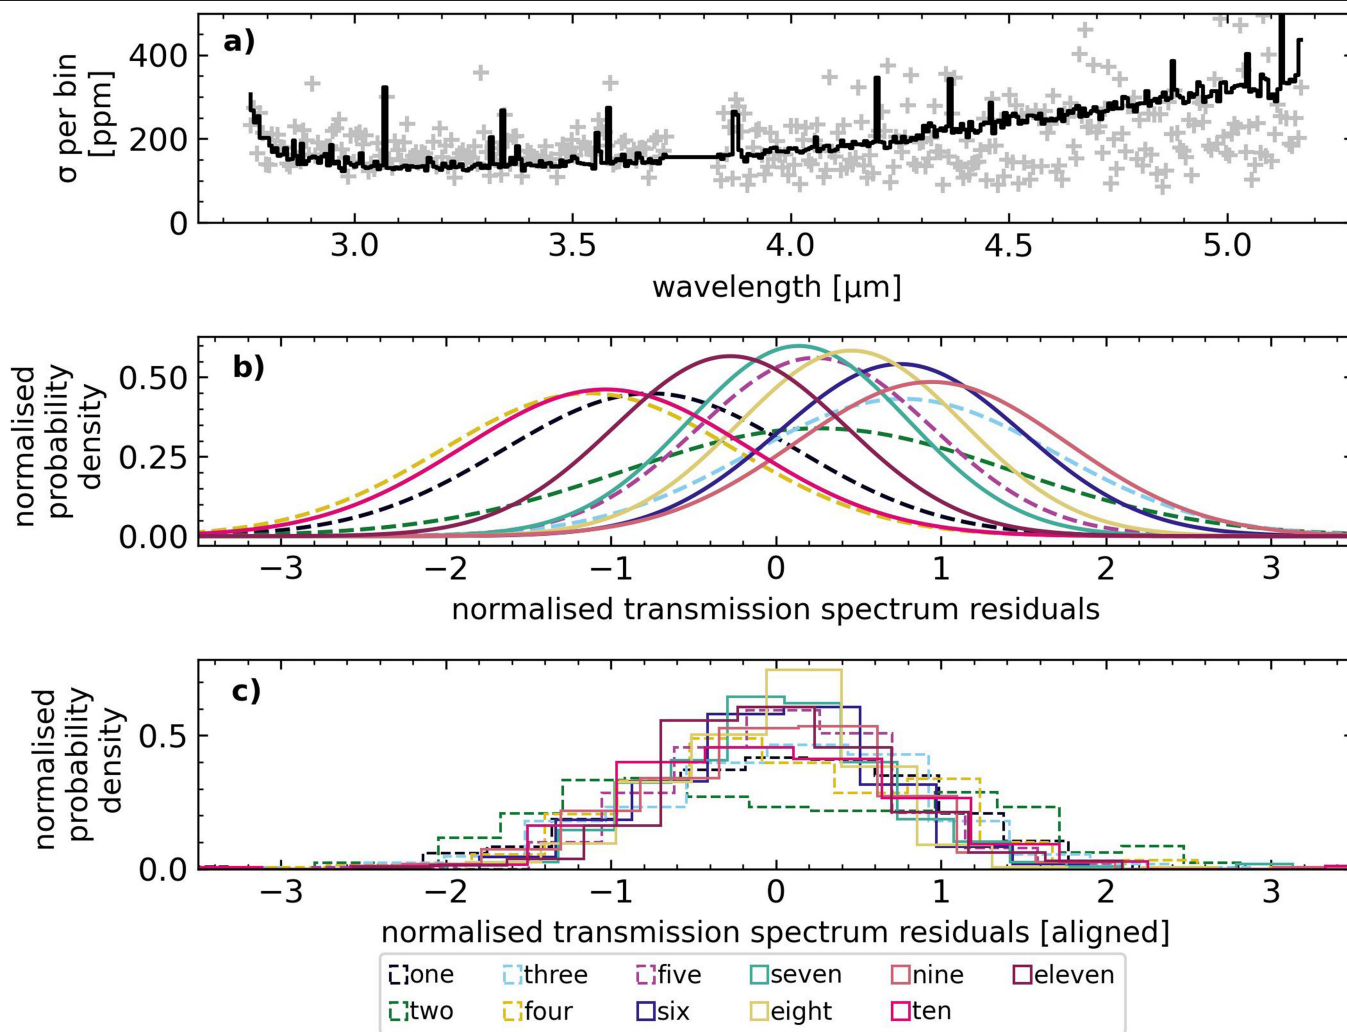 a)
σ per bin
[ppm]
400
200
0
3.0 3.5 4.0 4.5 5.0
wavelength [µm]
b)
normalised
probability
density
0.50
0.25
0.00
−3 −2 −1 0 1 2 3
normalised transmission spectrum residuals
c)
normalised
probability
density
0.5
0.0
−3 −2 −1 0 1 2 3
normalised transmission spectrum residuals [aligned]
one three five seven nine eleven
two four six eight ten